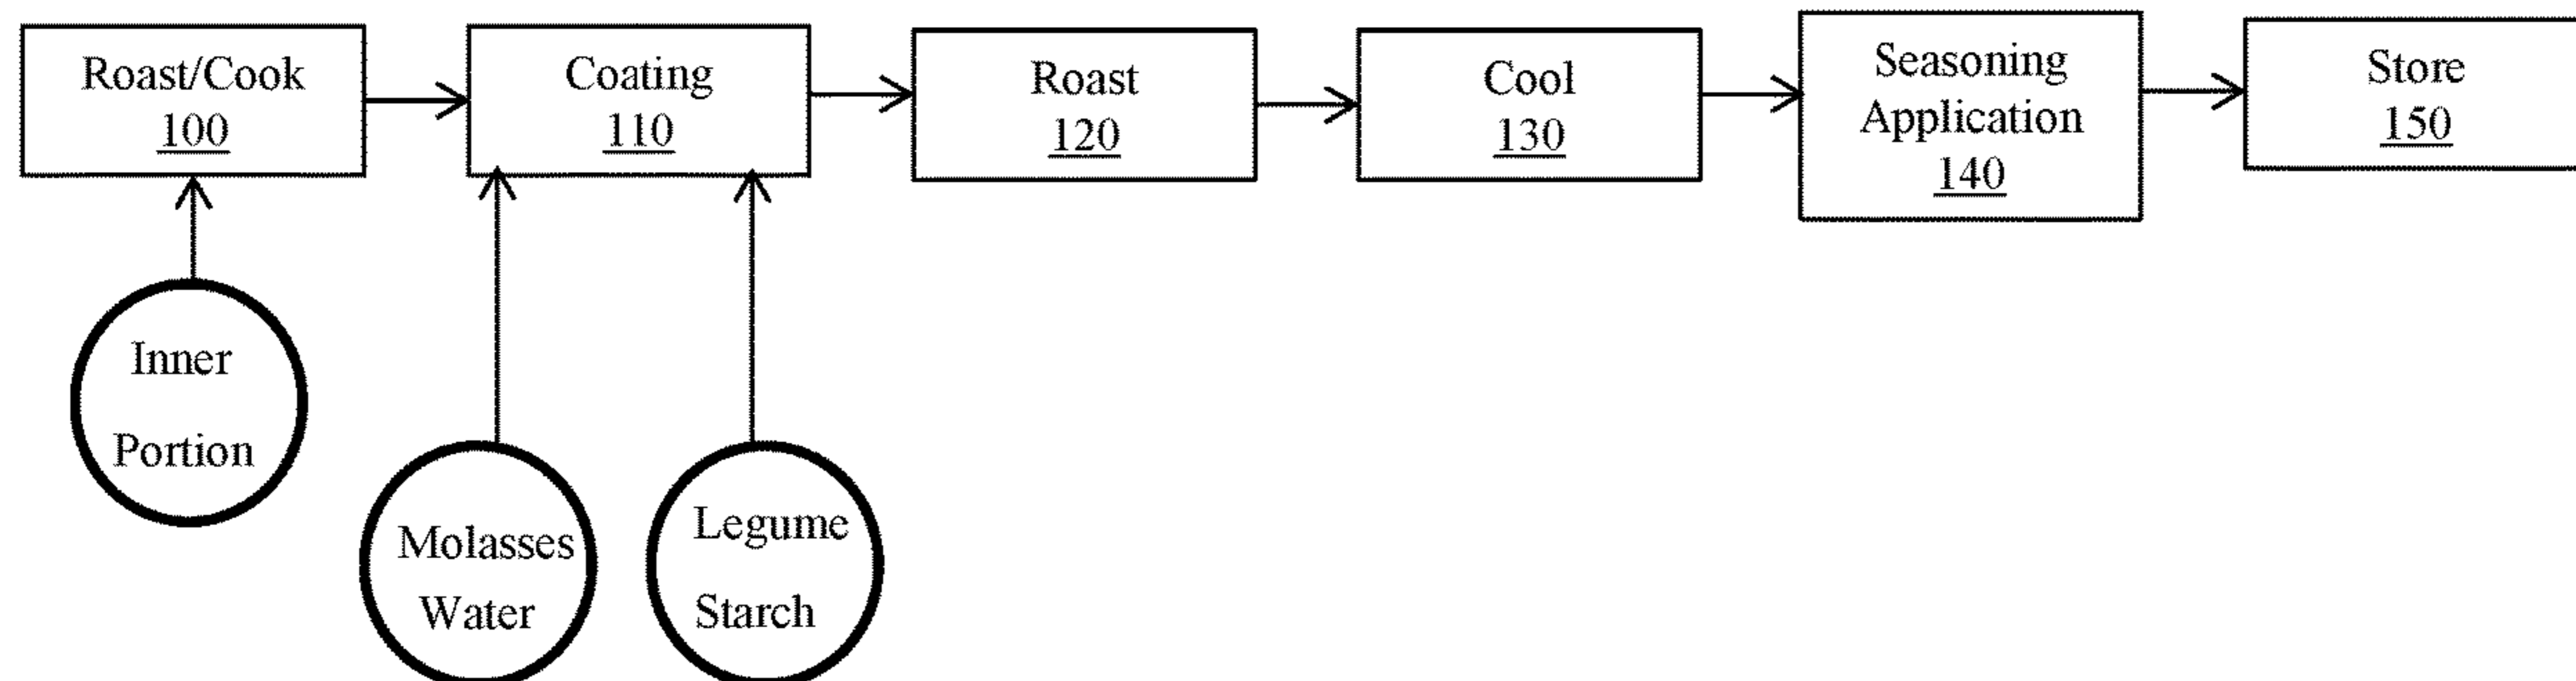 Roast/Cook
100
Coating
110
Roast
120
Cool
130
Seasoning
Application
140
Store
150
Inner
Portion
Molasses
Water
Legume
Starch